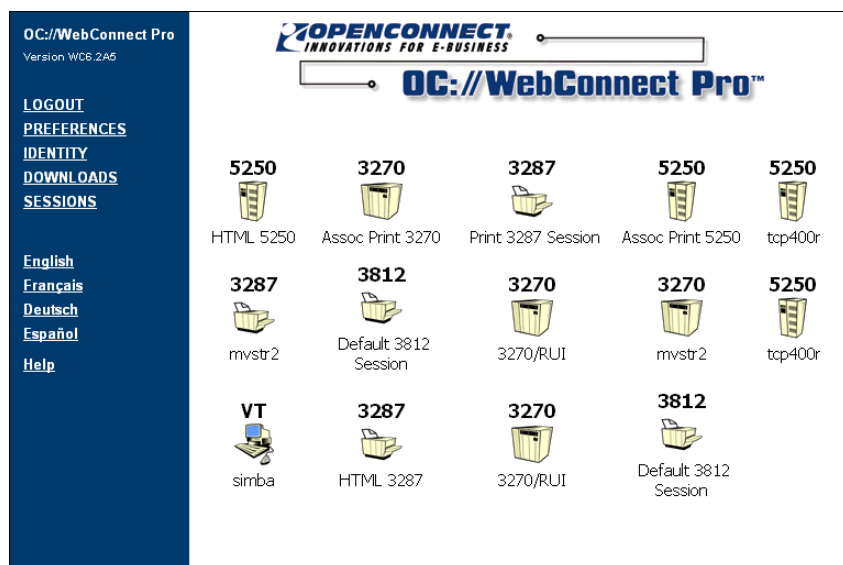 OC://WebConnect Pro
Version WC6.2A5
LOGOUT
PREFERENCES
IDENTITY
DOWNLOADS
SESSIONS
English
Français
Deutsch
Español
Help
OPENCONNECT.
INNOVATIONS FOR E-BUSINESS
OC://WebConnect Pro™
5250 3270 3287 5250 5250
HTML 5250 Assoc Print 3270 Print 3287 Session Assoc Print 5250 tcp400r
3287 3812 3270 3270 5250
mvstr2 Default 3812 Session 3270/RUI mvstr2 tcp400r
VT 3287 3270 3812
simba HTML 3287 3270/RUI Default 3812 Session